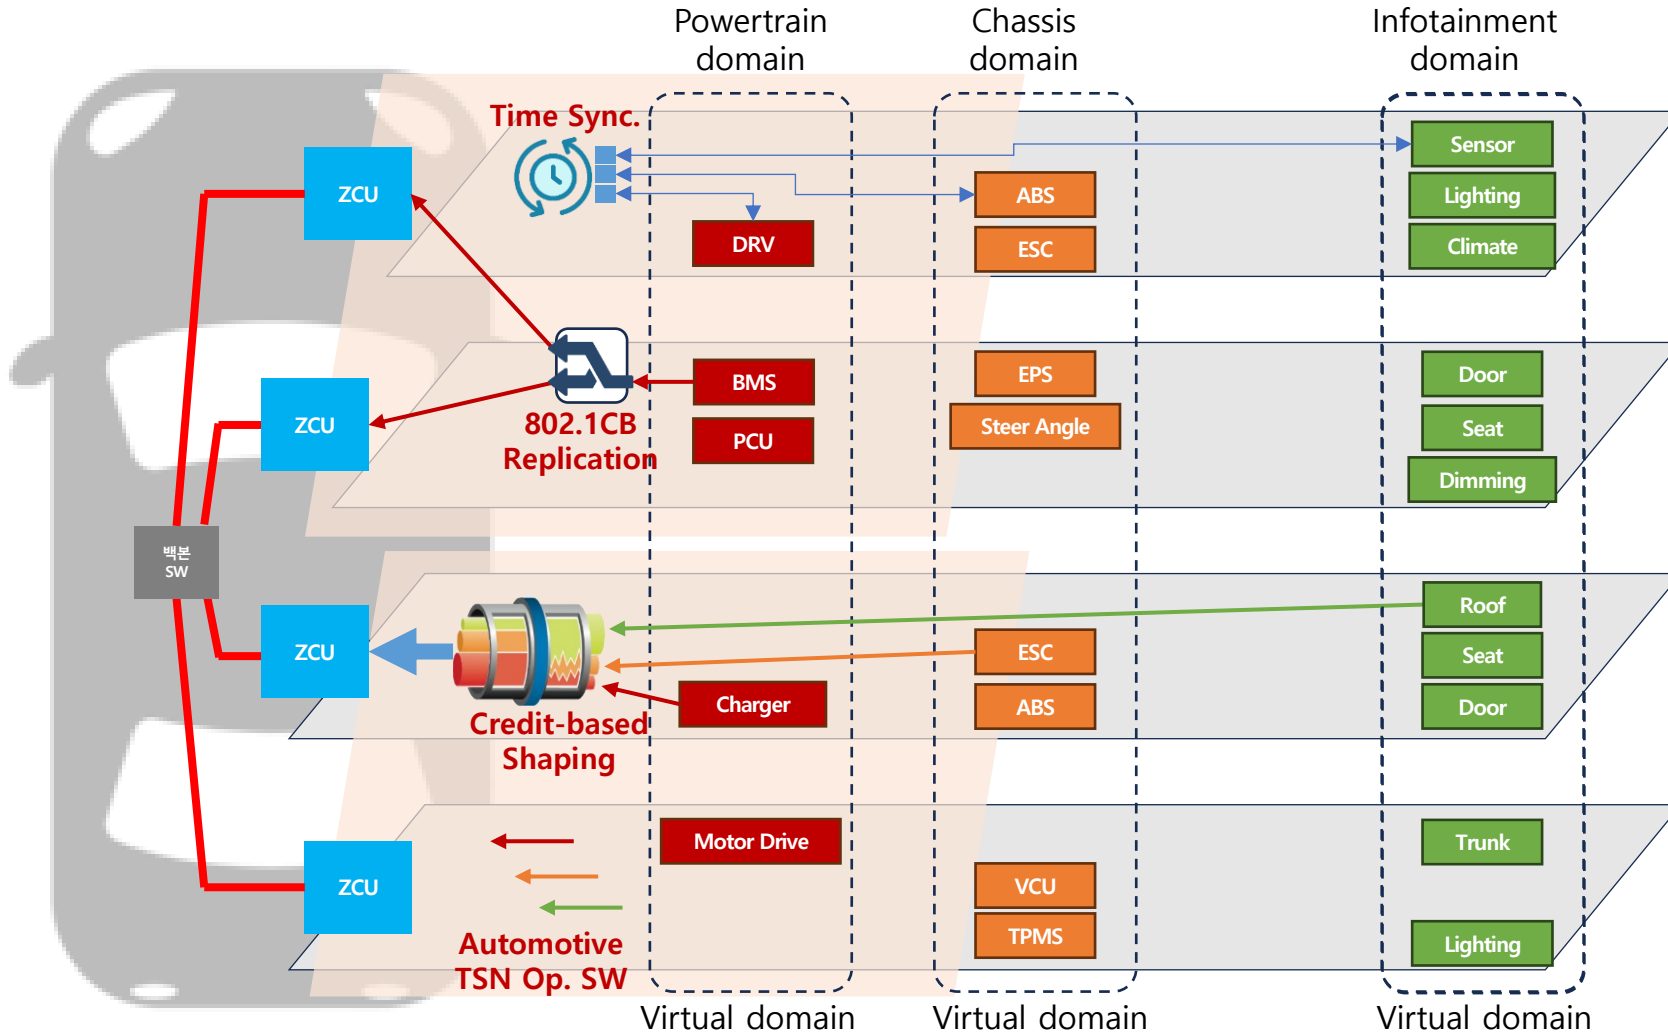 Powertrain
domain
Chassis
domain
Infotainment
domain
Time Sync.
ZCU
DRV
ABS
ESC
Sensor
Lighting
Climate
802.1CB
Replication
ZCU
BMS
PCU
EPS
Steer Angle
Door
Seat
Dimming
백본
SW
ZCU
Credit-based
Shaping
Charger
ESC
ABS
Roof
Seat
Door
ZCU
Automotive
TSN Op. SW
Motor Drive
VCU
TPMS
Trunk
Lighting
Virtual domain
Virtual domain
Virtual domain